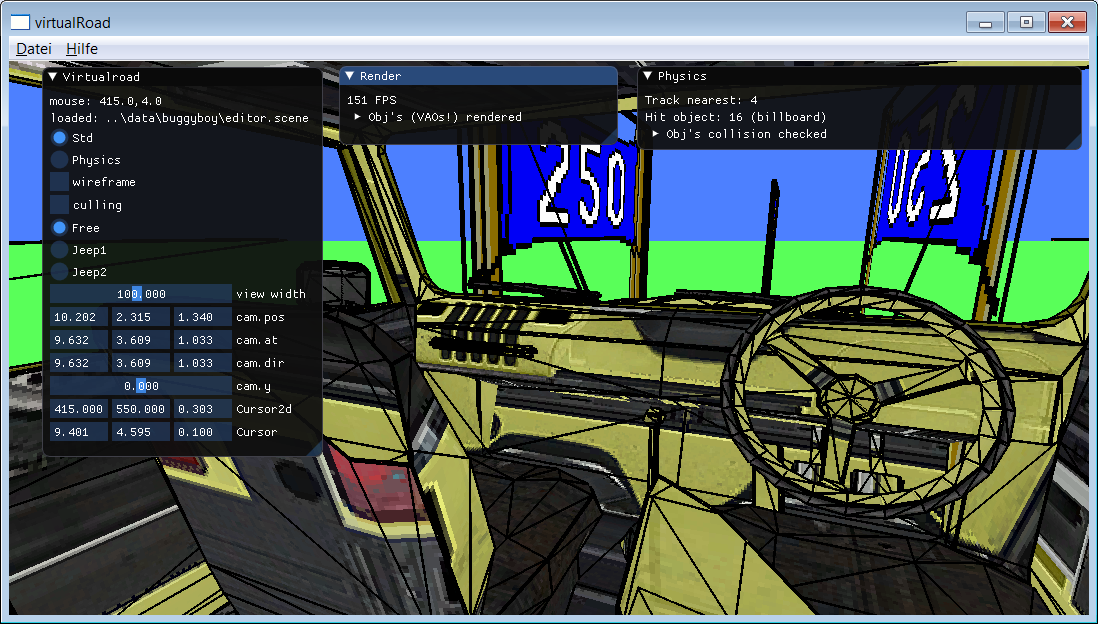 virtualRoad
Datei Hilfe
Virtualroad
mouse: 415.0,4.0
loaded: ..\data\buggyboy\editor.scene
Std
Physics
wireframe
culling
Free
Jeep1
Jeep2
100.000 view width
10.202 2.315 1.340 cam.pos
9.632 3.609 1.033 cam.at
9.632 3.609 1.033 cam.dir
0.000 cam.y
415.000 550.000 0.303 Cursor2d
9.401 4.595 0.100 Cursor
Render
151 FPS
Obj's (VAOs!) rendered
Physics
Track nearest: 4
Hit object: 16 (billboard)
Obj's collision checked
250
250